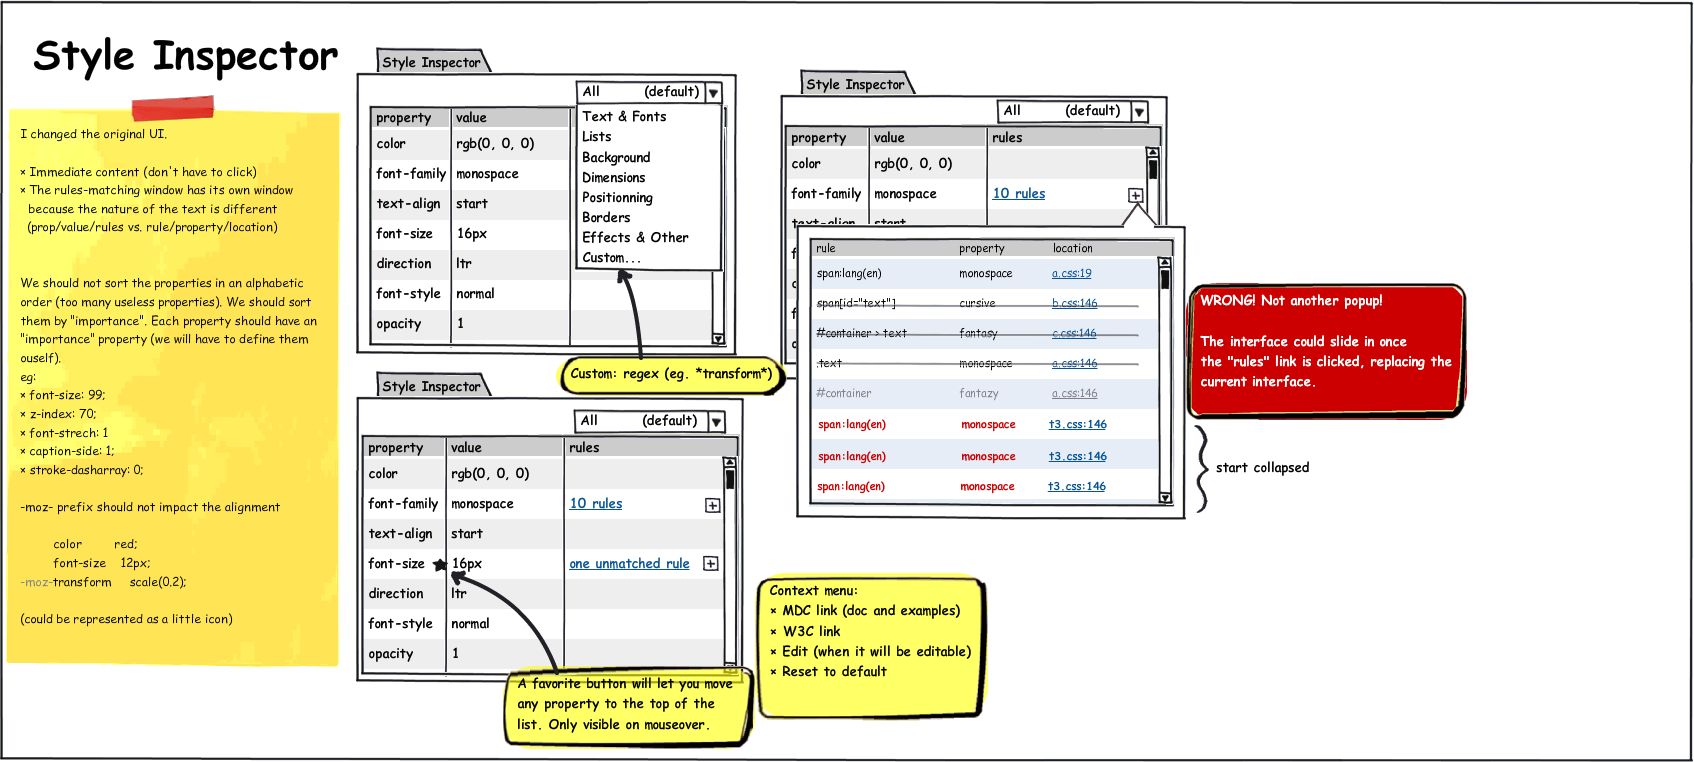 Style Inspector
I changed the original UI.
× Immediate content (don't have to click)
× The rules-matching window has its own window
because the nature of the text is different
(prop/value/rules vs. rule/property/location)
We should not sort the properties in an alphabetic
order (too many useless properties). We should sort
them by "importance". Each property should have an
"importance" property (we will have to define them
ouself).
eg:
× font-size: 99;
× z-index: 70;
× font-strech: 1
× caption-side: 1;
× stroke-dasharray: 0;
-moz- prefix should not impact the alignment
color red;
font-size 12px;
-moz-transform scale(0.2);
(could be represented as a little icon)
Style Inspector
All (default)
property value
color rgb(0, 0, 0)
font-family monospace
text-align start
font-size 16px
direction ltr
font-style normal
opacity 1
Text & Fonts
Lists
Background
Dimensions
Positionning
Borders
Effects & Other
Custom...
Custom: regex (eg. *transform*)
Style Inspector
All (default)
property value rules
color rgb(0, 0, 0)
font-family monospace 10 rules
text-align start
font-size 16px one unmatched rule
direction ltr
font-style normal
opacity 1
A favorite button will let you move
any property to the top of the
list. Only visible on mouseover.
Context menu:
× MDC link (doc and examples)
× W3C link
× Edit (when it will be editable)
× Reset to default
Style Inspector
All (default)
property value rules
color rgb(0, 0, 0)
font-family monospace 10 rules
text-align start
rule property location
span:lang(en) monospace a.css:19
span[id="text"] cursive b.css:146
#container > text fantasy c.css:146
.text monospace a.css:146
#container fantazy a.css:146
span:lang(en) monospace t3.css:146
span:lang(en) monospace t3.css:146
span:lang(en) monospace t3.css:146
WRONG! Not another popup!
The interface could slide in once
the "rules" link is clicked, replacing the
current interface.
start collapsed